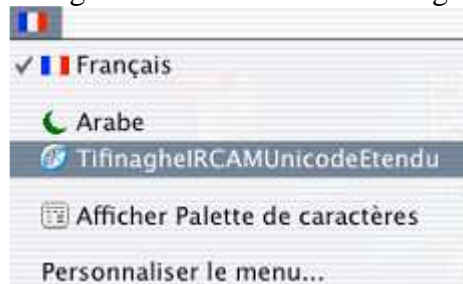 Français
Arabe
TifinagheIRCAMUnicodeEtendu
Afficher Palette de caractères
Personnaliser le menu...